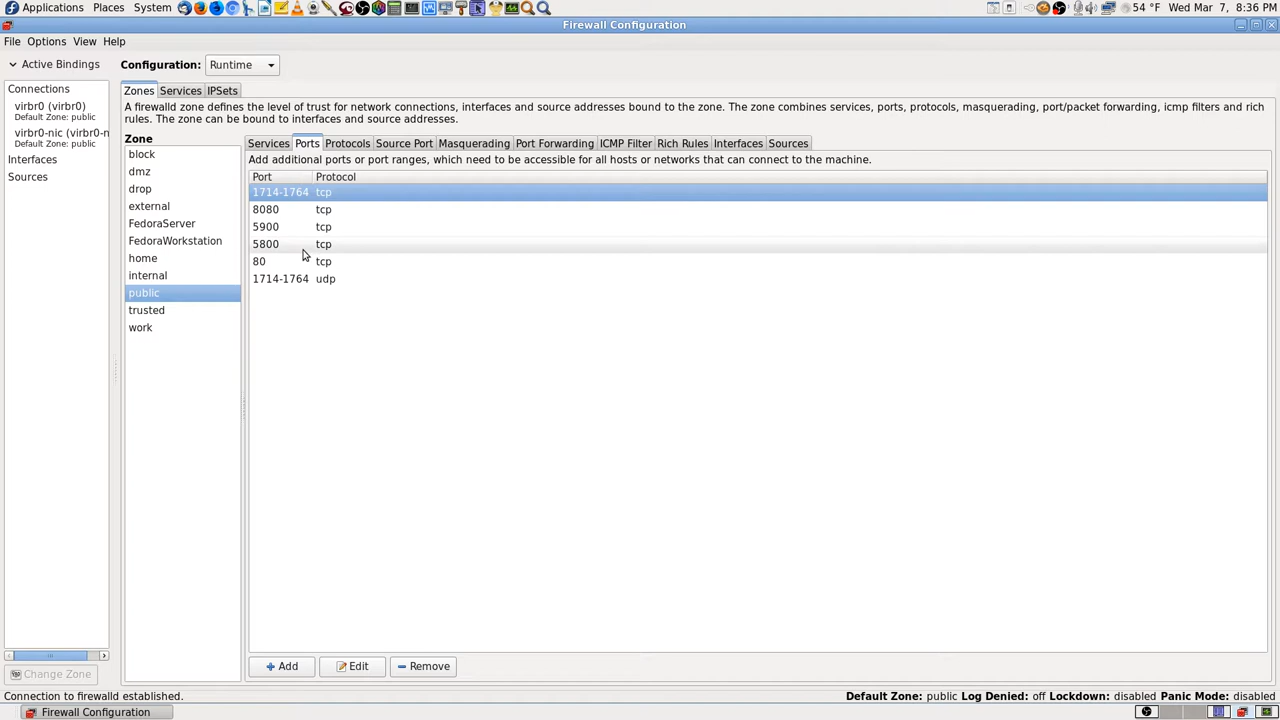 Applications Places System 54 °F Wed Mar 7, 8:36 PM
Firewall Configuration
File Options View Help
Active Bindings
Configuration: Runtime
Connections
virbr0 (virbr0)
Default Zone: public
virbr0-nic (virbr0-n
Default Zone: public
Interfaces
Sources
Zones Services IPSets
A firewalld zone defines the level of trust for network connections, interfaces and source addresses bound to the zone. The zone combines services, ports, protocols, masquerading, port/packet forwarding, icmp filters and rich
rules. The zone can be bound to interfaces and source addresses.
Zone
block
dmz
drop
external
FedoraServer
FedoraWorkstation
home
internal
public
trusted
work
Services Ports Protocols Source Port Masquerading Port Forwarding ICMP Filter Rich Rules Interfaces Sources
Add additional ports or port ranges, which need to be accessible for all hosts or networks that can connect to the machine.
Port Protocol
1714-1764 tcp
8080 tcp
5900 tcp
5800 tcp
80 tcp
1714-1764 udp
Add Edit Remove
Change Zone
Connection to firewalld established.
Default Zone: public Log Denied: off Lockdown: disabled Panic Mode: disabled
Firewall Configuration